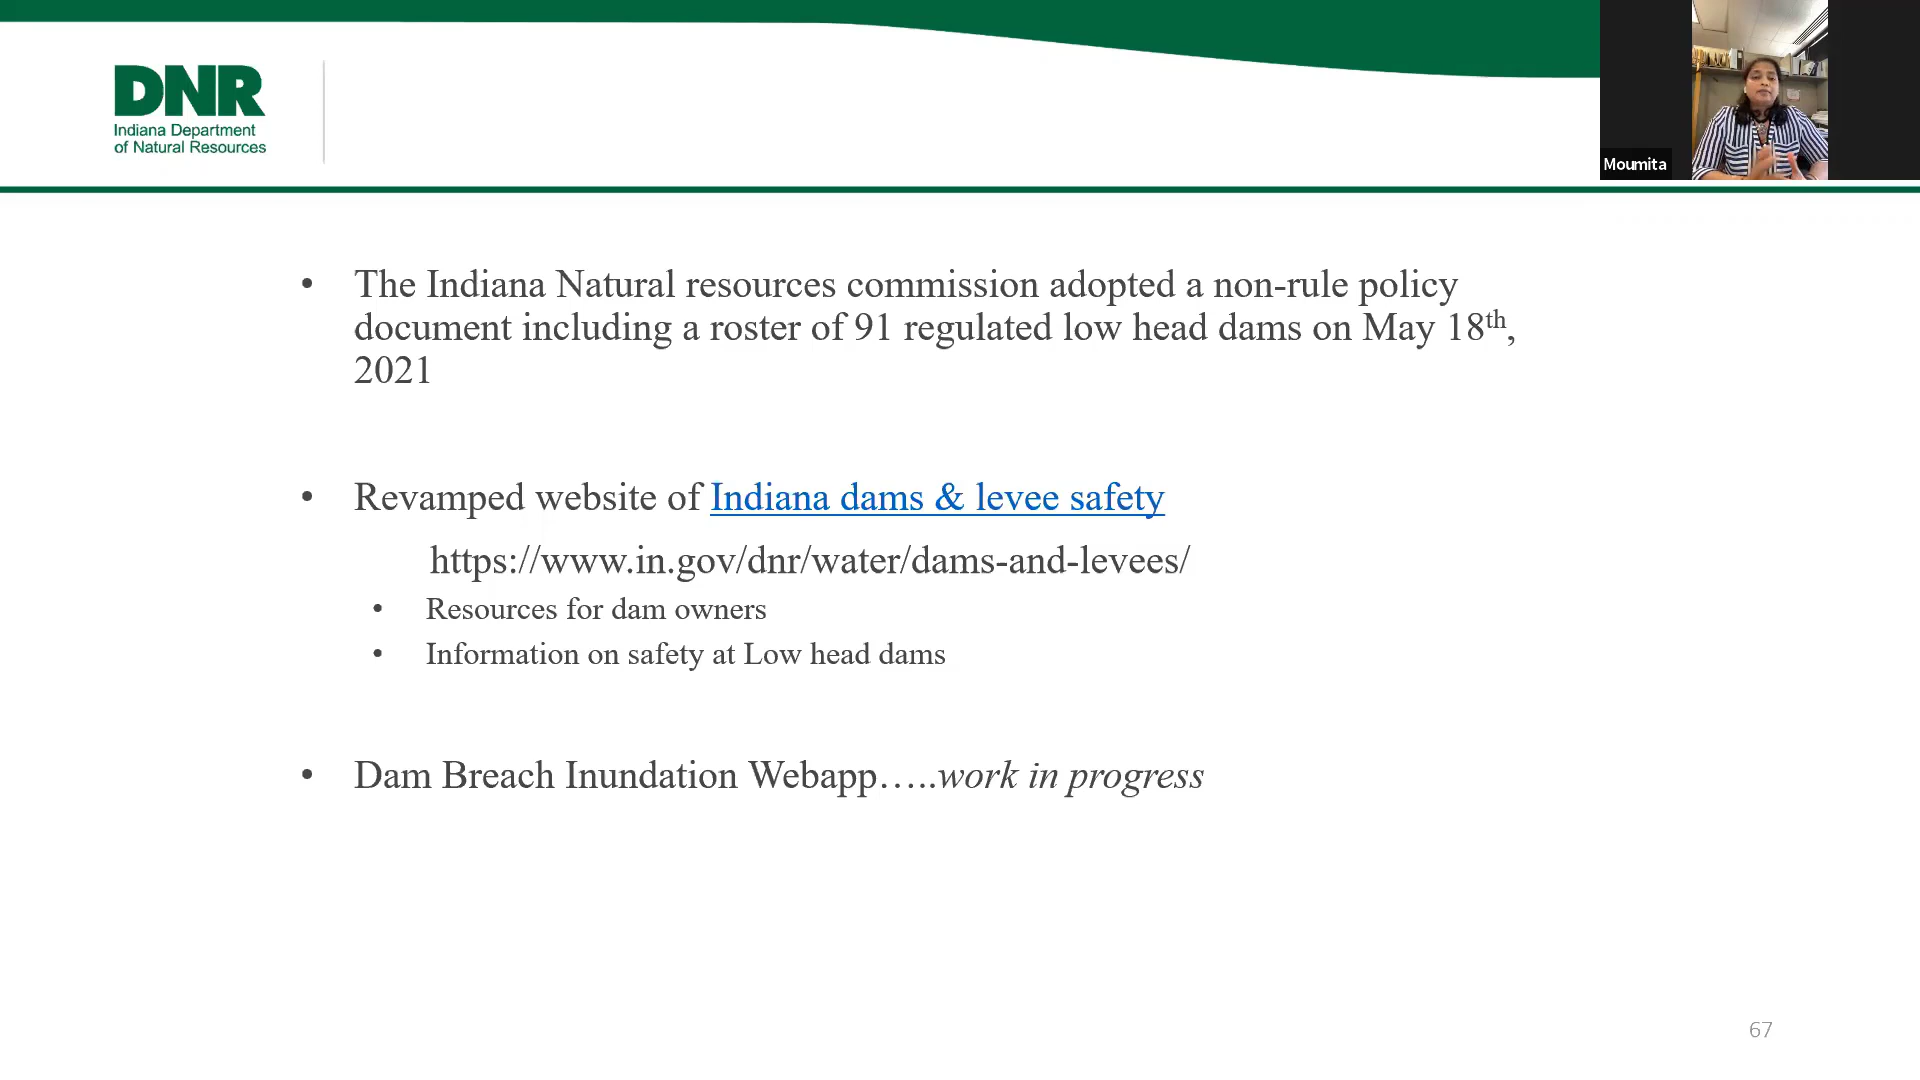 DNR
Indiana Department
of Natural Resources
Moumita
• The Indiana Natural resources commission adopted a non-rule policy
document including a roster of 91 regulated low head dams on May 18th,
2021
• Revamped website of Indiana dams & levee safety
https://www.in.gov/dnr/water/dams-and-levees/
• Resources for dam owners
• Information on safety at Low head dams
• Dam Breach Inundation Webapp…..work in progress
67